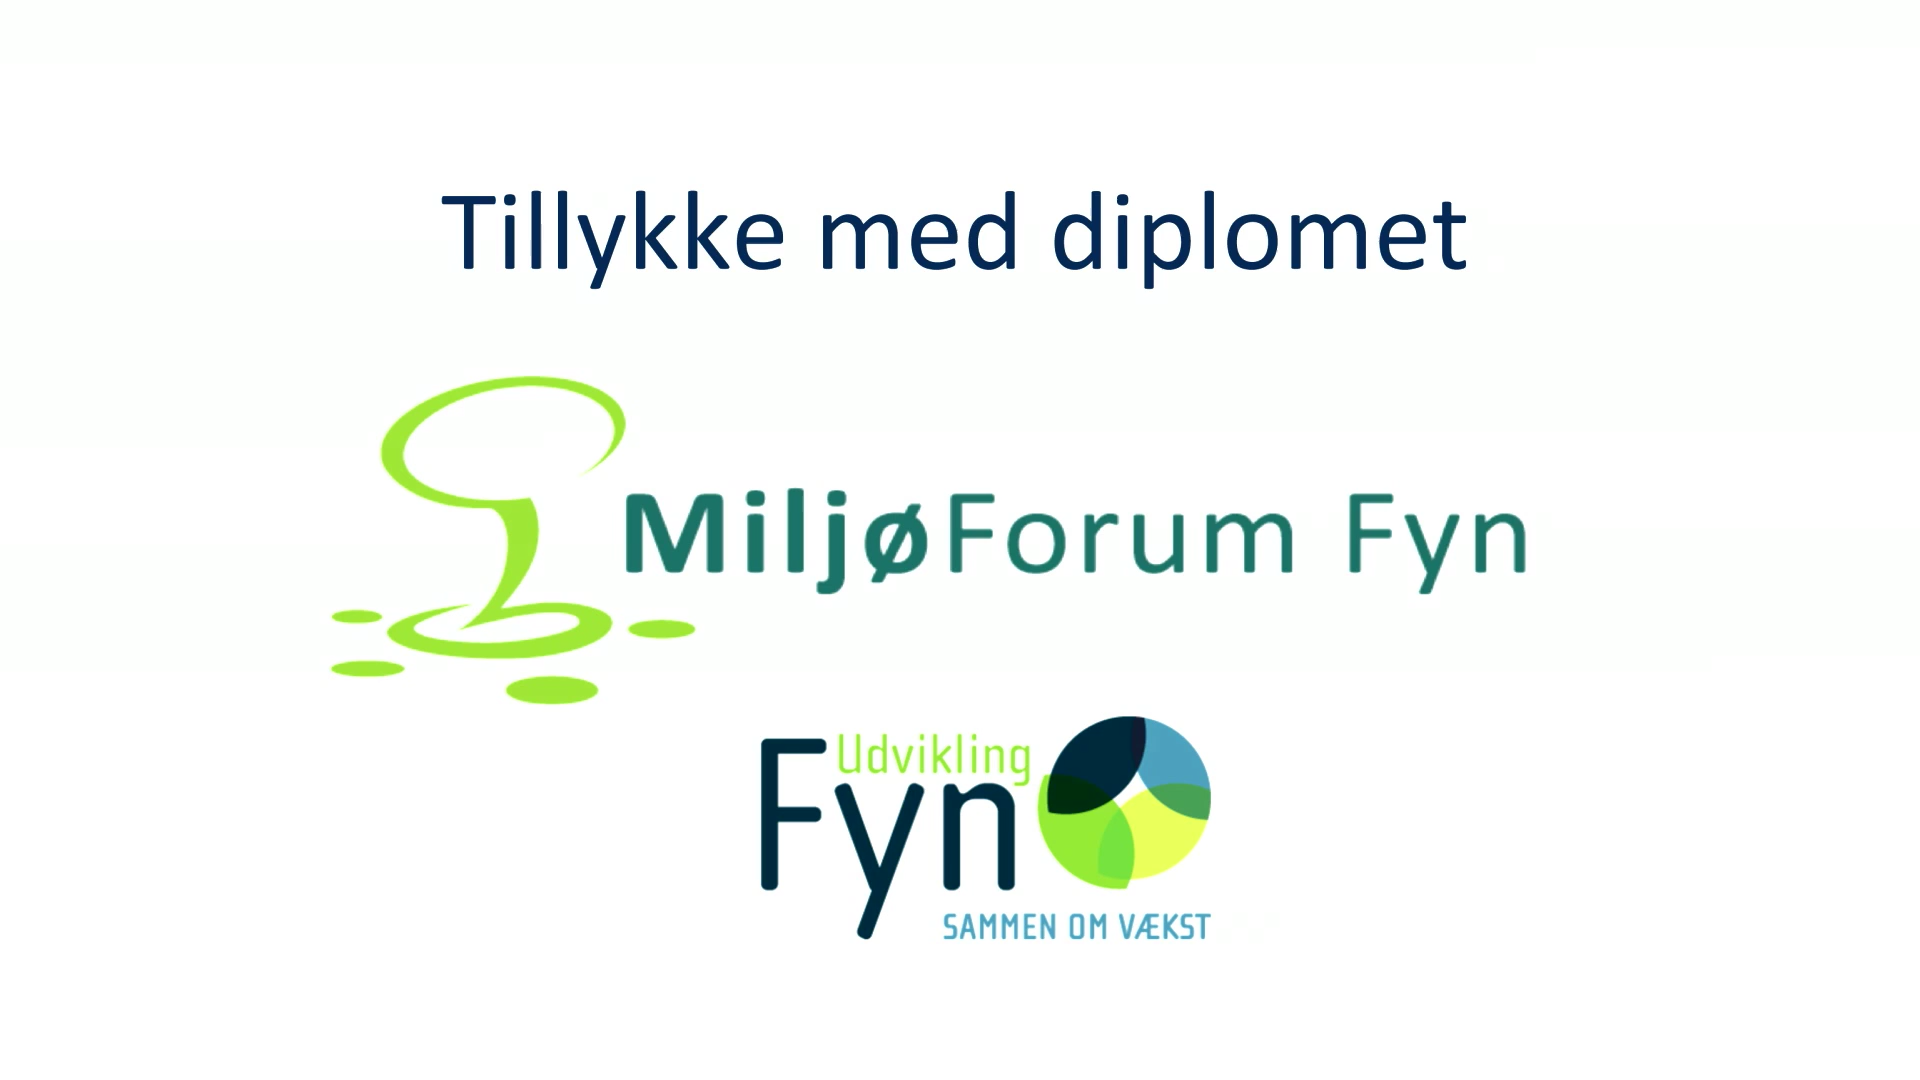 Tillykke med diplomet
MiljøForum Fyn
Udvikling
Fyn
SAMMEN OM VÆKST